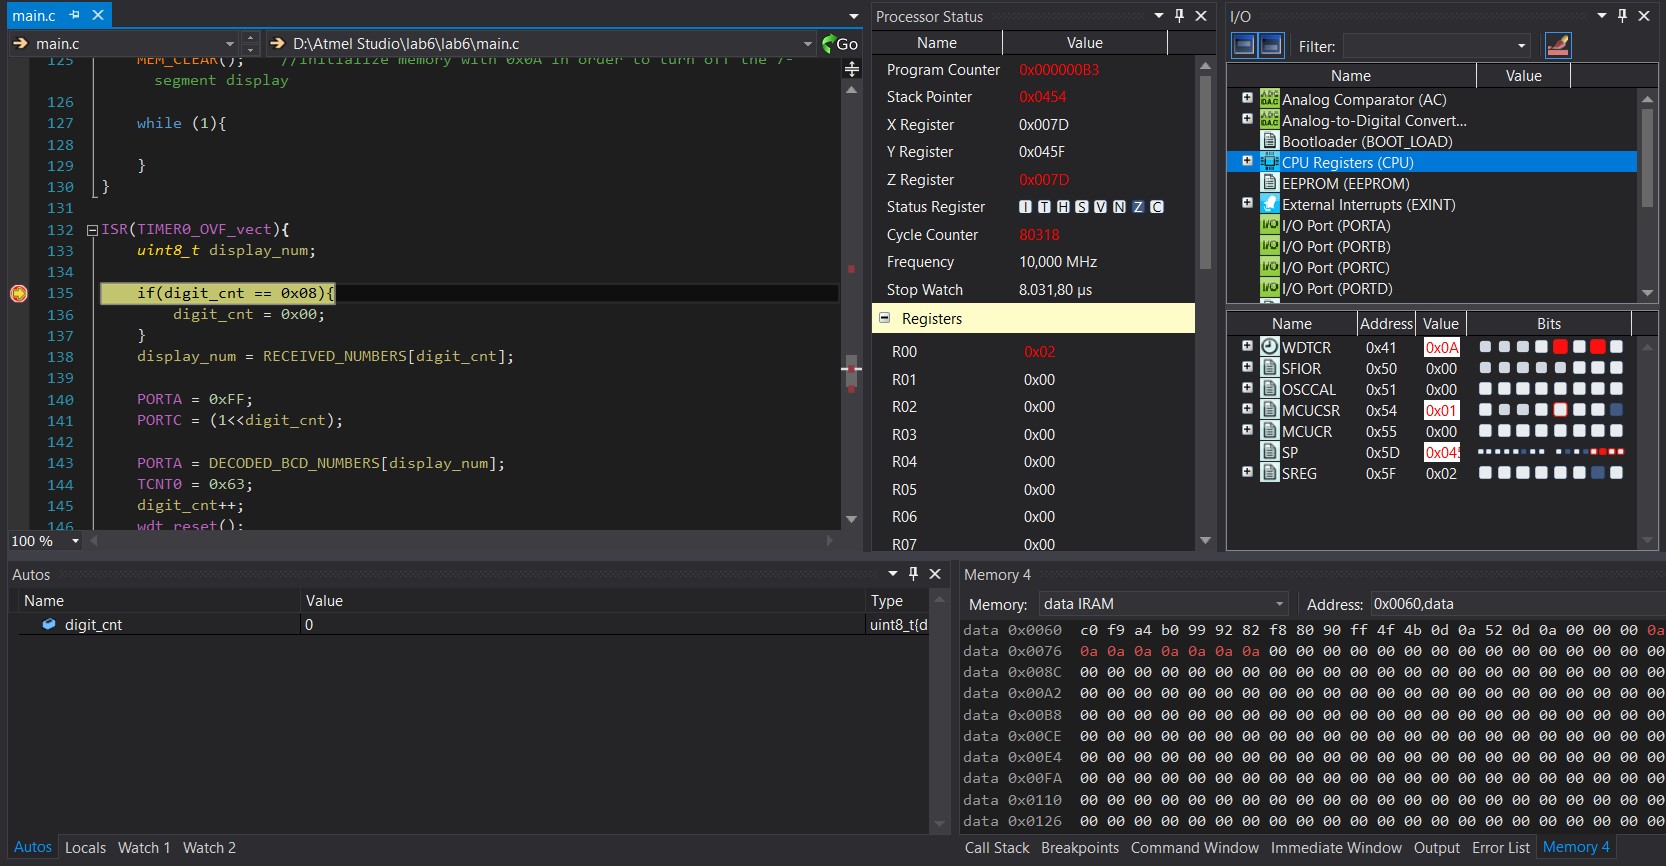 main.c
main.c
D:\Atmel Studio\lab6\lab6\main.c
Go
125 MEM_CLEAR(); //initialize memory with 0x0A in order to turn off the 7-
segment display
126
127 while (1){
128
129 }
130 }
131
132 ISR(TIMER0_OVF_vect){
133 uint8_t display_num;
134
135 if(digit_cnt == 0x08){
136 digit_cnt = 0x00;
137 }
138 display_num = RECEIVED_NUMBERS[digit_cnt];
139
140 PORTA = 0xFF;
141 PORTC = (1<<digit_cnt);
142
143 PORTA = DECODED_BCD_NUMBERS[display_num];
144 TCNT0 = 0x63;
145 digit_cnt++;
146 wdt_reset();
100 %
Processor Status
Name Value
Program Counter 0x000000B3
Stack Pointer 0x0454
X Register 0x007D
Y Register 0x045F
Z Register 0x007D
Status Register I T H S V N Z C
Cycle Counter 80318
Frequency 10,000 MHz
Stop Watch 8.031,80 µs
Registers
R00 0x02
R01 0x00
R02 0x00
R03 0x00
R04 0x00
R05 0x00
R06 0x00
R07 0x00
I/O
Filter:
Name Value
Analog Comparator (AC)
Analog-to-Digital Convert...
Bootloader (BOOT_LOAD)
CPU Registers (CPU)
EEPROM (EEPROM)
External Interrupts (EXINT)
I/O Port (PORTA)
I/O Port (PORTB)
I/O Port (PORTC)
I/O Port (PORTD)
Name Address Value Bits
WDTCR 0x41 0x0A
SFIOR 0x50 0x00
OSCCAL 0x51 0x00
MCUCSR 0x54 0x01
MCUCR 0x55 0x00
SP 0x5D 0x045
SREG 0x5F 0x02
Autos
Name Value Type
digit_cnt 0 uint8_t{d
Autos Locals Watch 1 Watch 2
Memory 4
Memory: data IRAM Address: 0x0060,data
data 0x0060 c0 f9 a4 b0 99 92 82 f8 80 90 ff 4f 4b 0d 0a 52 0d 0a 00 00 00 0a
data 0x0076 0a 0a 0a 0a 0a 0a 0a 00 00 00 00 00 00 00 00 00 00 00 00 00 00 00
data 0x008C 00 00 00 00 00 00 00 00 00 00 00 00 00 00 00 00 00 00 00 00 00 00
data 0x00A2 00 00 00 00 00 00 00 00 00 00 00 00 00 00 00 00 00 00 00 00 00 00
data 0x00B8 00 00 00 00 00 00 00 00 00 00 00 00 00 00 00 00 00 00 00 00 00 00
data 0x00CE 00 00 00 00 00 00 00 00 00 00 00 00 00 00 00 00 00 00 00 00 00 00
data 0x00E4 00 00 00 00 00 00 00 00 00 00 00 00 00 00 00 00 00 00 00 00 00 00
data 0x00FA 00 00 00 00 00 00 00 00 00 00 00 00 00 00 00 00 00 00 00 00 00 00
data 0x0110 00 00 00 00 00 00 00 00 00 00 00 00 00 00 00 00 00 00 00 00 00 00
data 0x0126 00 00 00 00 00 00 00 00 00 00 00 00 00 00 00 00 00 00 00 00 00 00
Call Stack Breakpoints Command Window Immediate Window Output Error List Memory 4